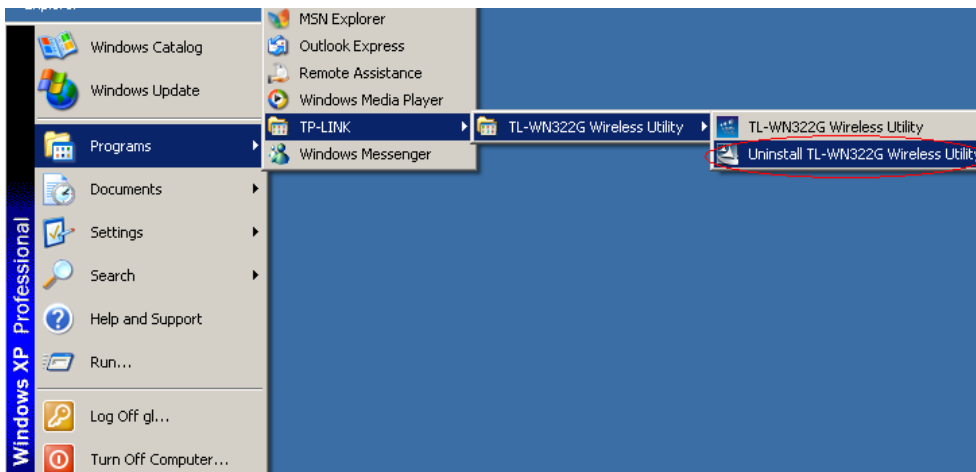 Explorer
Windows Catalog
Windows Update
Programs
Documents
Settings
Search
Help and Support
Run...
Log Off gl...
Turn Off Computer...
Windows XP Professional
MSN Explorer
Outlook Express
Remote Assistance
Windows Media Player
TP-LINK
Windows Messenger
TL-WN322G Wireless Utility
TL-WN322G Wireless Utility
Uninstall TL-WN322G Wireless Utility